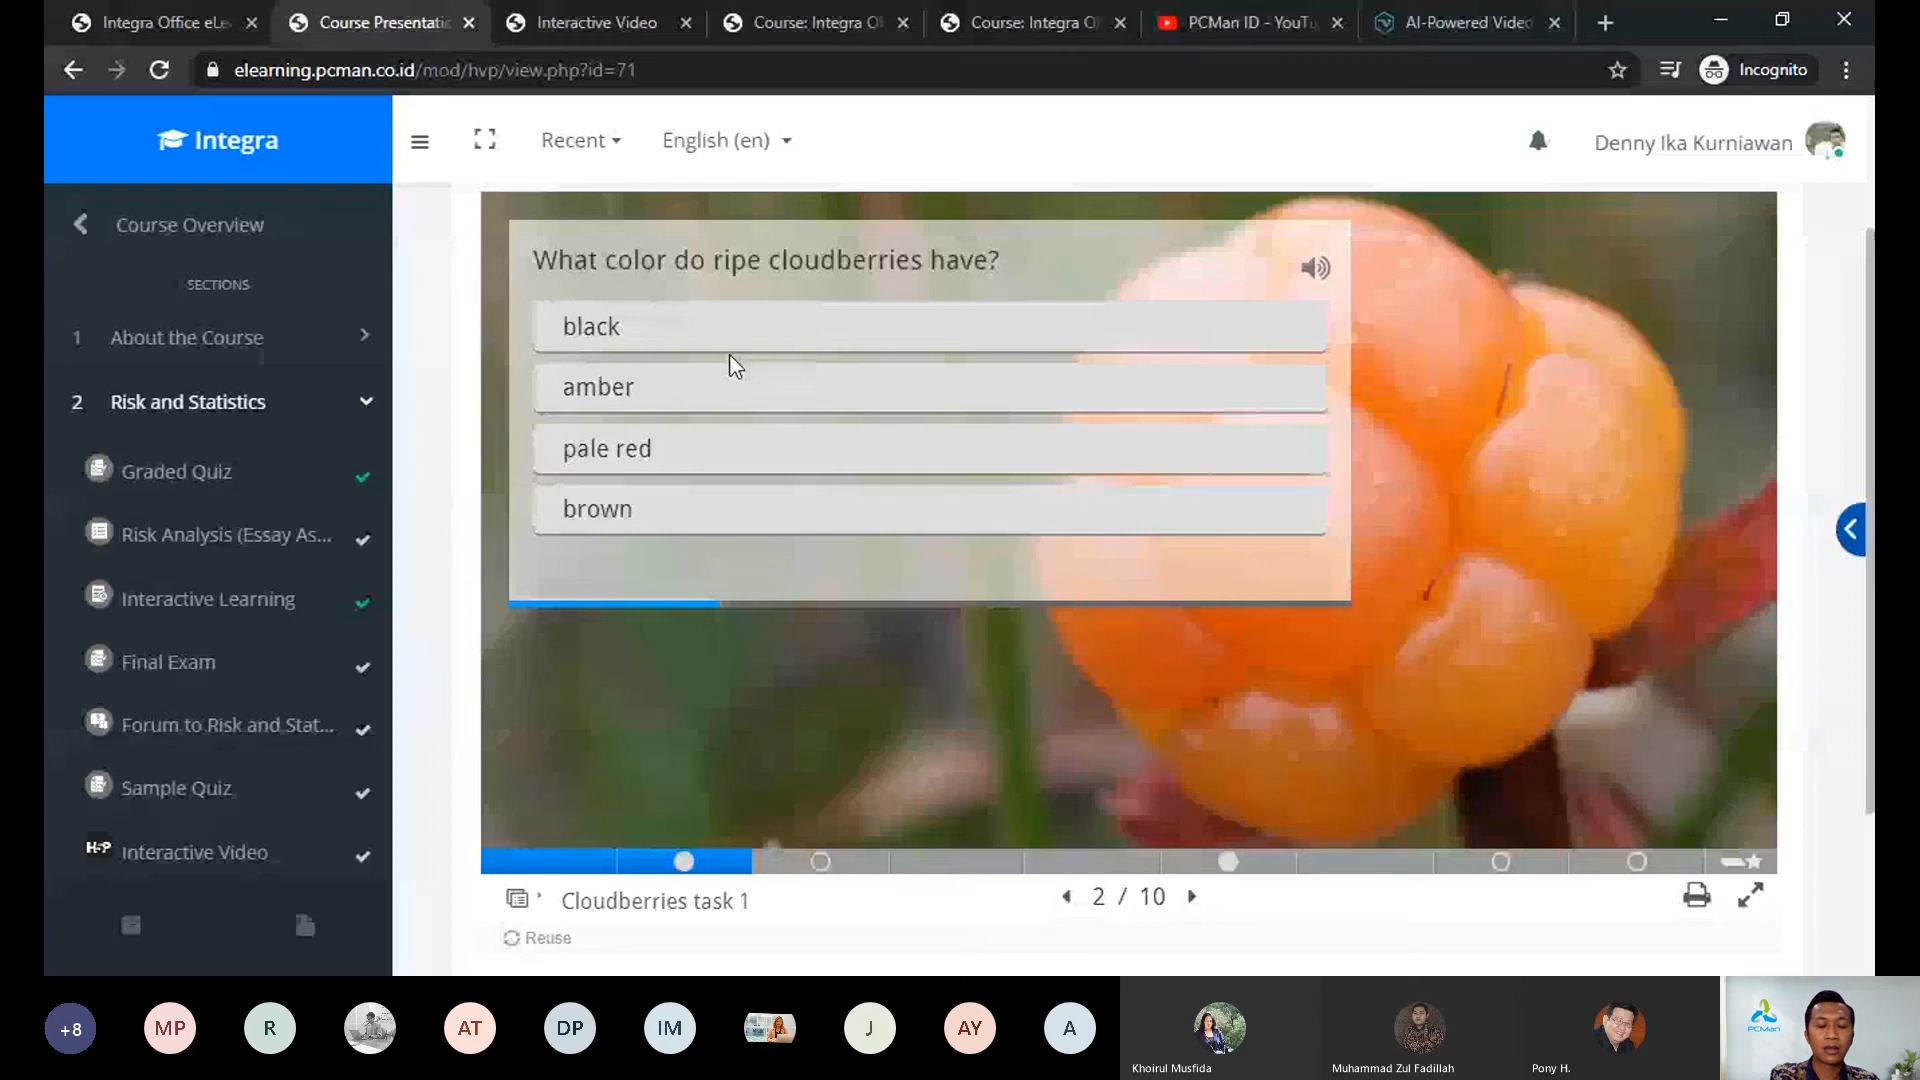 Integra Office eLe
Course Presentatic
Interactive Video
Course: Integra O
Course: Integra O
PCMan ID - YouTu
AI-Powered Video
elearning.pcman.co.id/mod/hvp/view.php?id=71
Incognito
Integra
Recent
English (en)
Denny Ika Kurniawan
Course Overview
SECTIONS
1 About the Course
2 Risk and Statistics
Graded Quiz
Risk Analysis (Essay As...
Interactive Learning
Final Exam
Forum to Risk and Stat...
Sample Quiz
H5P Interactive Video
What color do ripe cloudberries have?
black
amber
pale red
brown
Cloudberries task 1
2 / 10
Reuse
+8
MP
R
AT
DP
IM
J
AY
A
Khoirul Musfida
Muhammad Zul Fadillah
Pony H.
PCMan